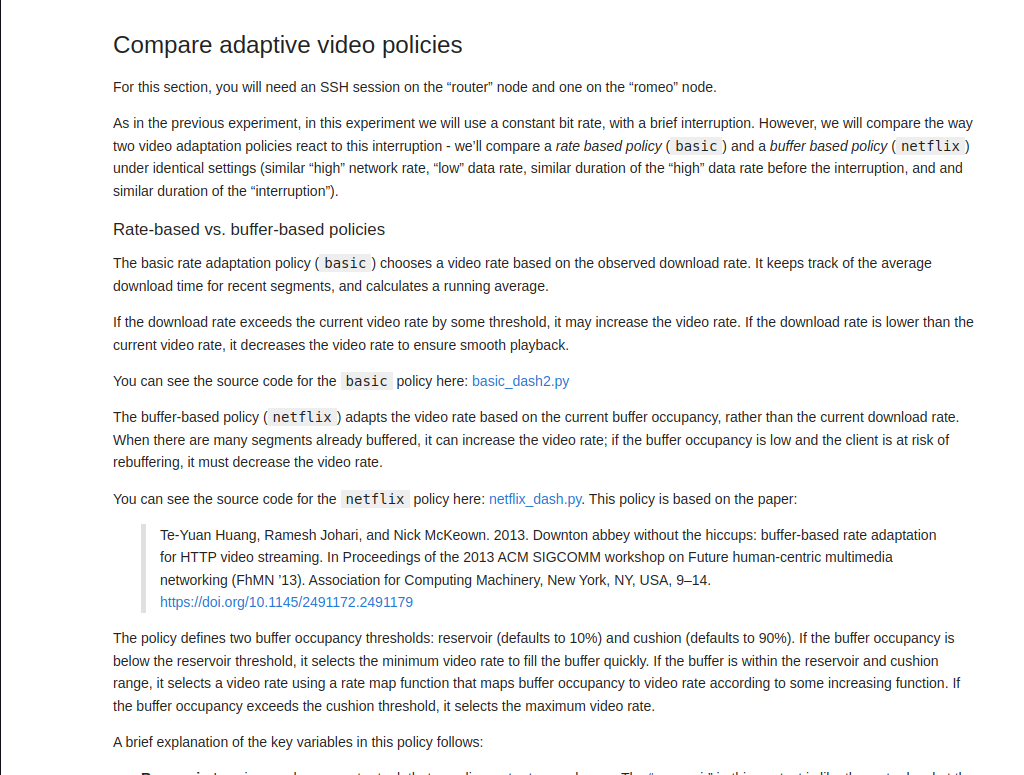 Compare adaptive video policies
For this section, you will need an SSH session on the “router” node and one on the “romeo” node.
As in the previous experiment, in this experiment we will use a constant bit rate, with a brief interruption. However, we will compare the way
two video adaptation policies react to this interruption - we’ll compare a rate based policy ( basic ) and a buffer based policy ( netflix )
under identical settings (similar “high” network rate, “low” data rate, similar duration of the “high” data rate before the interruption, and and
similar duration of the “interruption”).
Rate-based vs. buffer-based policies
The basic rate adaptation policy ( basic ) chooses a video rate based on the observed download rate. It keeps track of the average
download time for recent segments, and calculates a running average.
If the download rate exceeds the current video rate by some threshold, it may increase the video rate. If the download rate is lower than the
current video rate, it decreases the video rate to ensure smooth playback.
You can see the source code for the basic policy here: basic_dash2.py
The buffer-based policy ( netflix ) adapts the video rate based on the current buffer occupancy, rather than the current download rate.
When there are many segments already buffered, it can increase the video rate; if the buffer occupancy is low and the client is at risk of
rebuffering, it must decrease the video rate.
You can see the source code for the netflix policy here: netflix_dash.py. This policy is based on the paper:
Te-Yuan Huang, Ramesh Johari, and Nick McKeown. 2013. Downton abbey without the hiccups: buffer-based rate adaptation
for HTTP video streaming. In Proceedings of the 2013 ACM SIGCOMM workshop on Future human-centric multimedia
networking (FhMN ’13). Association for Computing Machinery, New York, NY, USA, 9–14.
https://doi.org/10.1145/2491172.2491179
The policy defines two buffer occupancy thresholds: reservoir (defaults to 10%) and cushion (defaults to 90%). If the buffer occupancy is
below the reservoir threshold, it selects the minimum video rate to fill the buffer quickly. If the buffer is within the reservoir and cushion
range, it selects a video rate using a rate map function that maps buffer occupancy to video rate according to some increasing function. If
the buffer occupancy exceeds the cushion threshold, it selects the maximum video rate.
A brief explanation of the key variables in this policy follows: